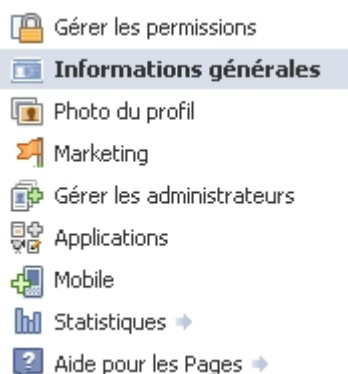 Gérer les permissions
Informations générales
Photo du profil
Marketing
Gérer les administrateurs
Applications
Mobile
Statistiques
Aide pour les Pages